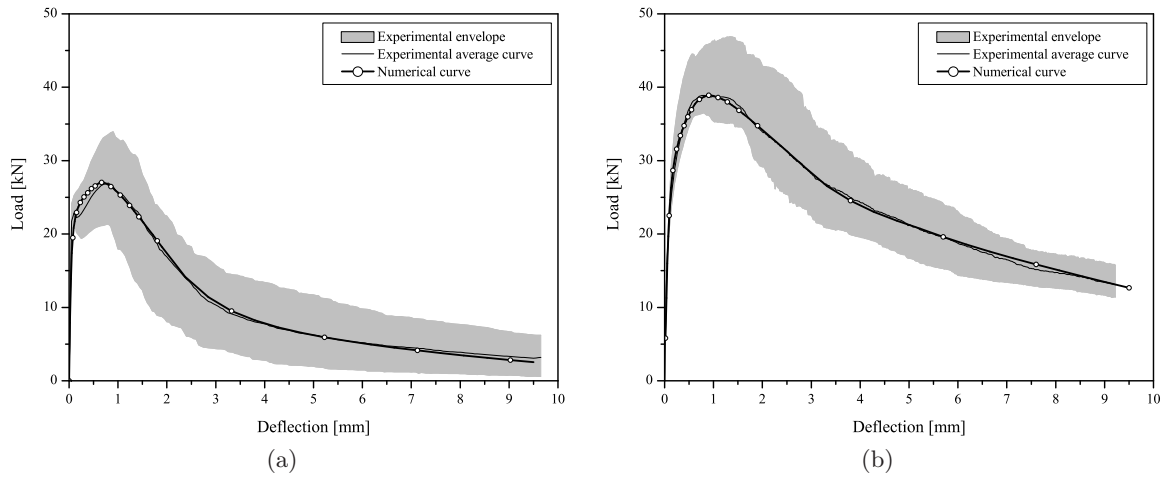 50
40
30
20
10
0
Load [kN]
Experimental envelope
Experimental average curve
Numerical curve
0 1 2 3 4 5 6 7 8 9 10
Deflection [mm]
(a)
50
40
30
20
10
0
Load [kN]
Experimental envelope
Experimental average curve
Numerical curve
0 1 2 3 4 5 6 7 8 9 10
Deflection [mm]
(b)